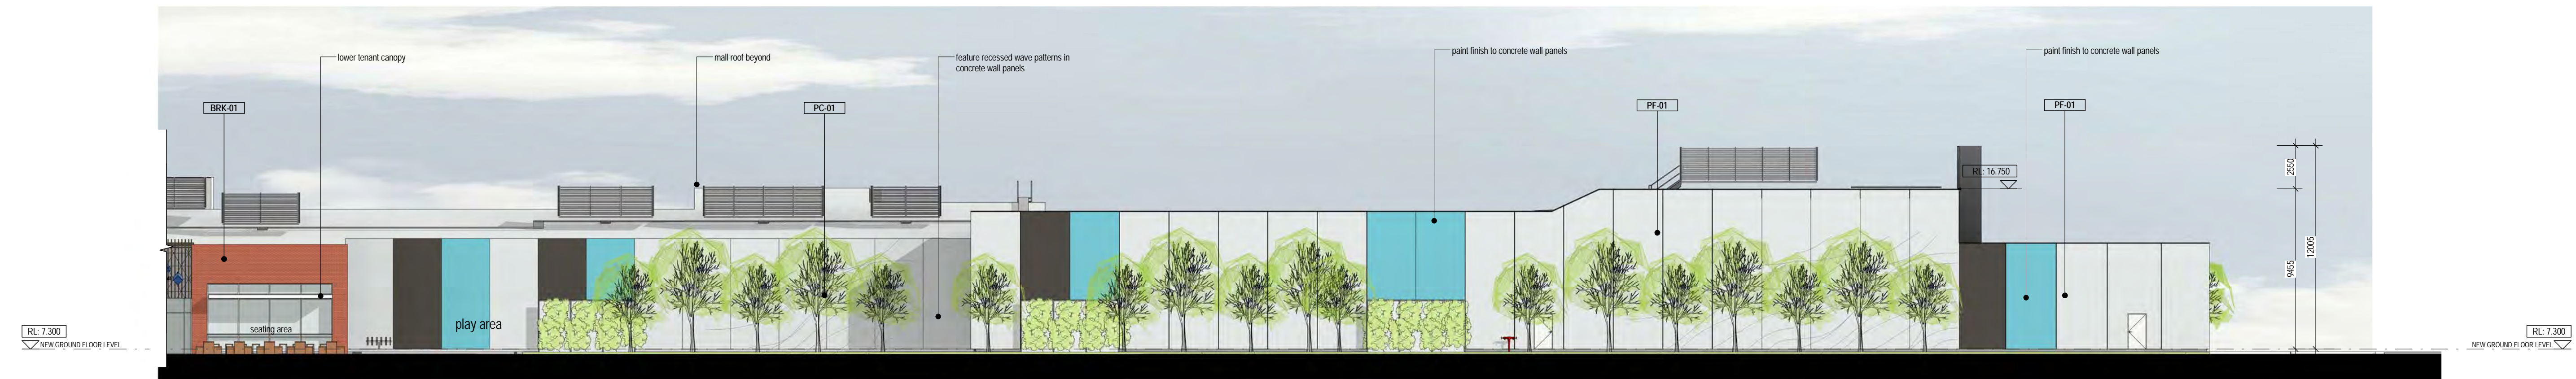 lower tenant canopy
mall roof beyond
feature recessed wave patterns in
concrete wall panels
paint finish to concrete wall panels
paint finish to concrete wall panels
BRK-01
PC-01
PF-01
PF-01
RL: 16.750
2550
9455
12005
play area
seating area
RL: 7.300
NEW GROUND FLOOR LEVEL
RL: 7.300
NEW GROUND FLOOR LEVEL